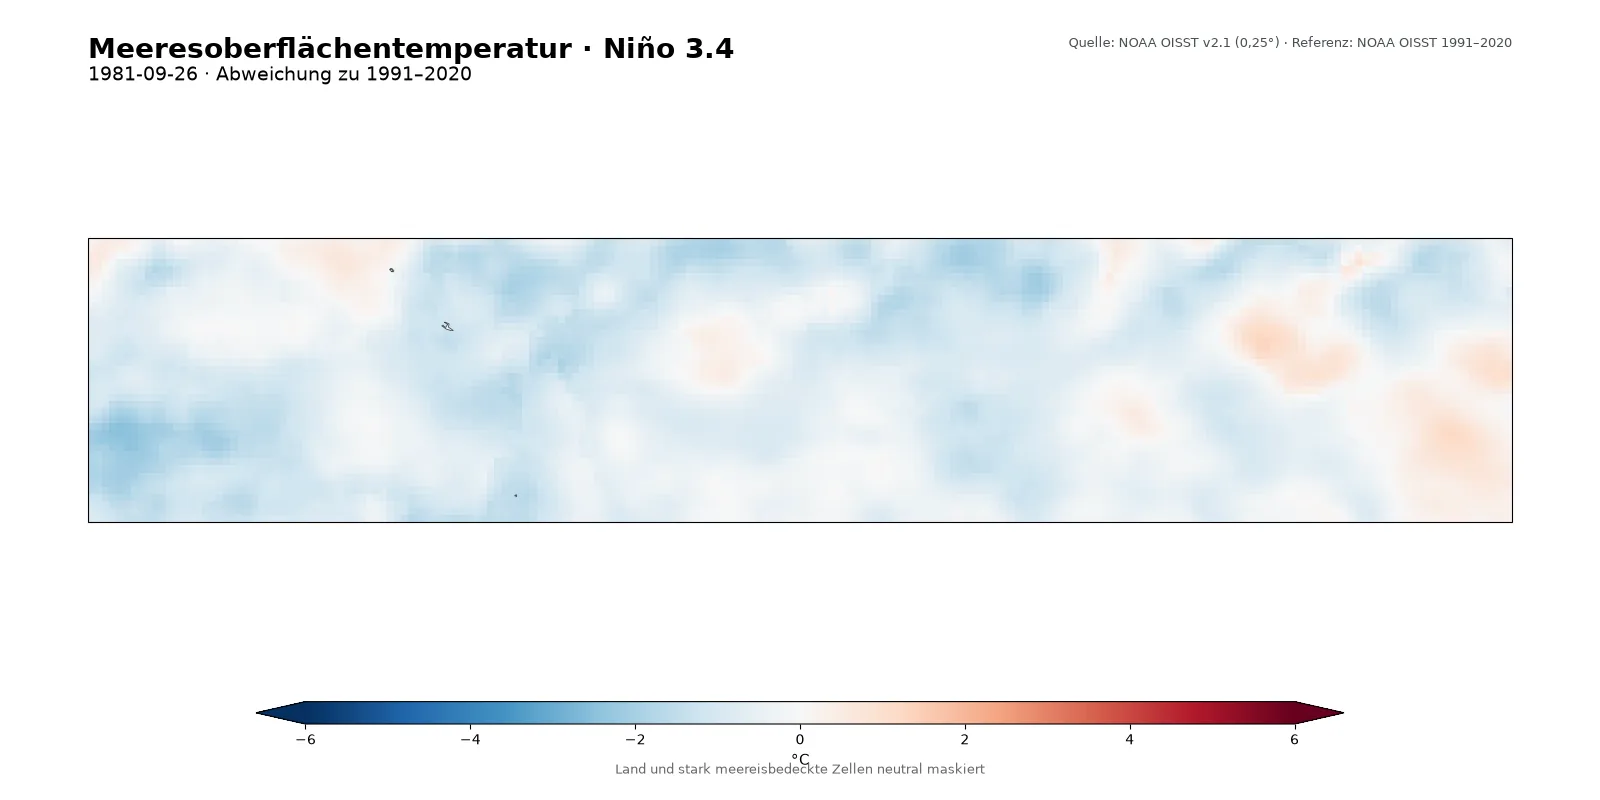 Meeresoberflächentemperatur · Niño 3.4
1981-09-26 · Abweichung zu 1991–2020
Quelle: NOAA OISST v2.1 (0,25°) · Referenz: NOAA OISST 1991–2020
−6 −4 −2 0 2 4 6
°C
Land und stark meereisbedeckte Zellen neutral maskiert